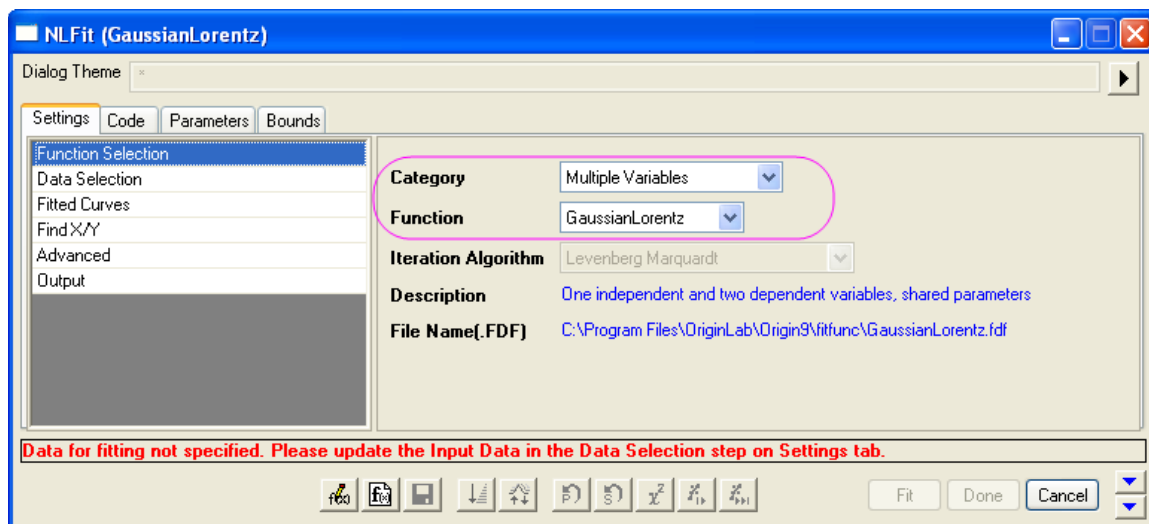 NLFit (GaussianLorentz)
Dialog Theme *
Settings Code Parameters Bounds
Function Selection
Data Selection
Fitted Curves
Find X/Y
Advanced
Output
Category Multiple Variables
Function GaussianLorentz
Iteration Algorithm Levenberg Marquardt
Description One independent and two dependent variables, shared parameters
File Name(.FDF) C:\Program Files\OriginLab\Origin9\fitfunc\GaussianLorentz.fdf
Data for fitting not specified. Please update the Input Data in the Data Selection step on Settings tab.
Fit Done Cancel